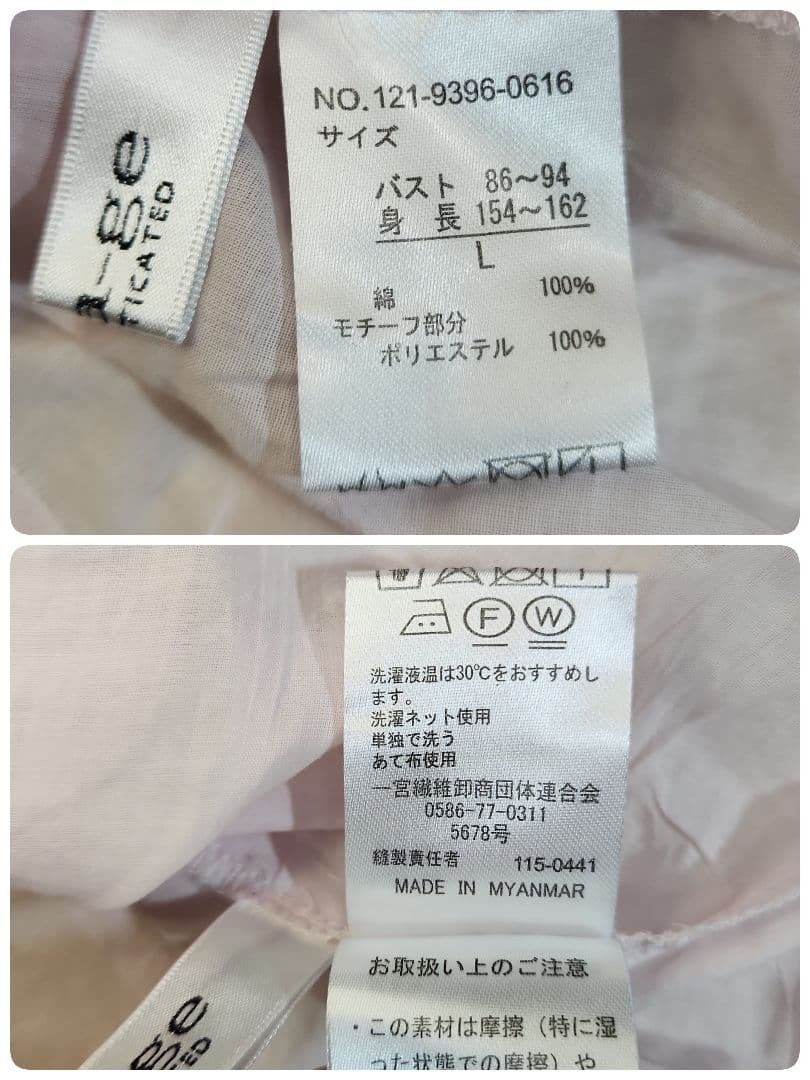 NO.121-9396-0616
サイズ
バスト 86～94
身 長 154～162
L
綿 100%
モチーフ部分
ポリエステル 100%
a-ge
TICATED
F W
洗濯液温は30℃をおすすめし
ます。
洗濯ネット使用
単独で洗う
あて布使用
一宮繊維卸商団体連合会
0586-77-0311
5678号
縫製責任者 115-0441
MADE IN MYANMAR
お取扱い上のご注意
・この素材は摩擦（特に湿
った状態での摩擦）や
ge